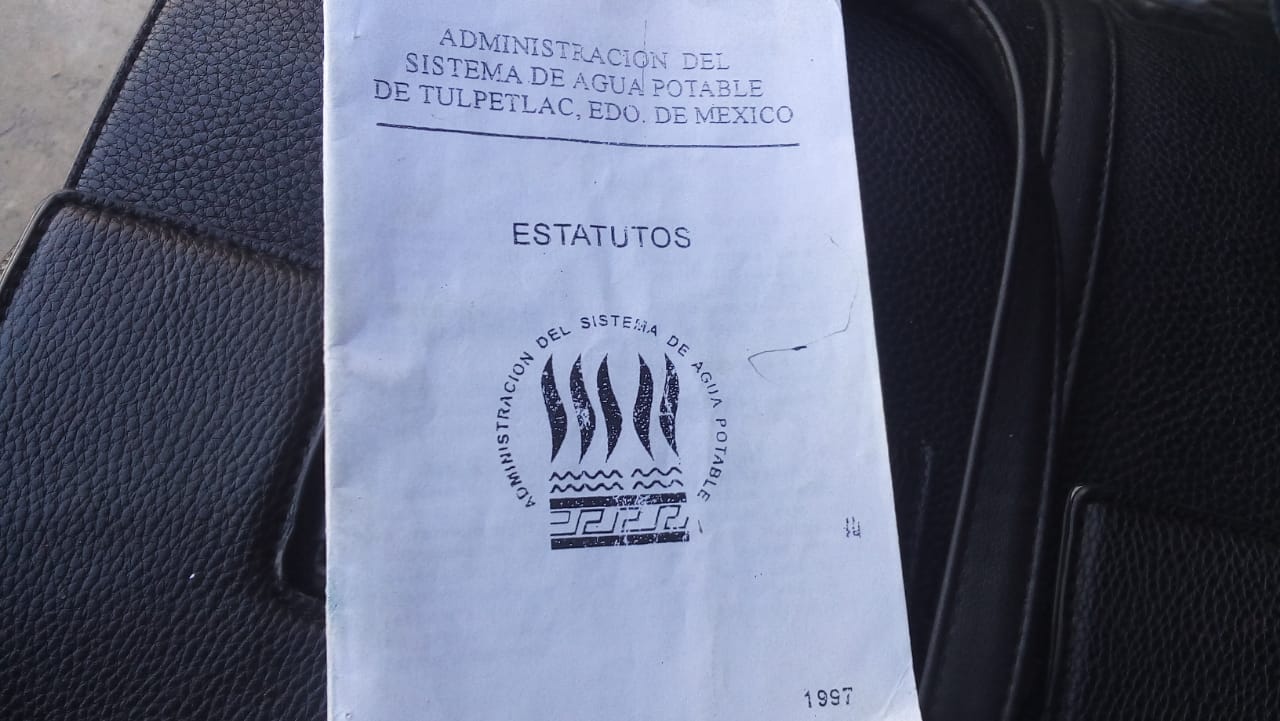 ADMINISTRACION DEL
SISTEMA DE AGUA POTABLE
DE TULPETLAC, EDO. DE MEXICO
ESTATUTOS
ADMINISTRACION DEL SISTEMA DE AGUA POTABLE
1997